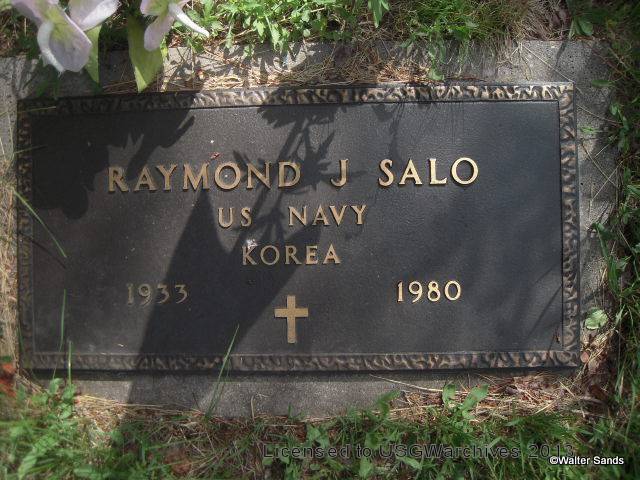 RAYMOND J SALO
US NAVY
KOREA
1933 1980
Licensed to USGWarchives 2013
©Walter Sands